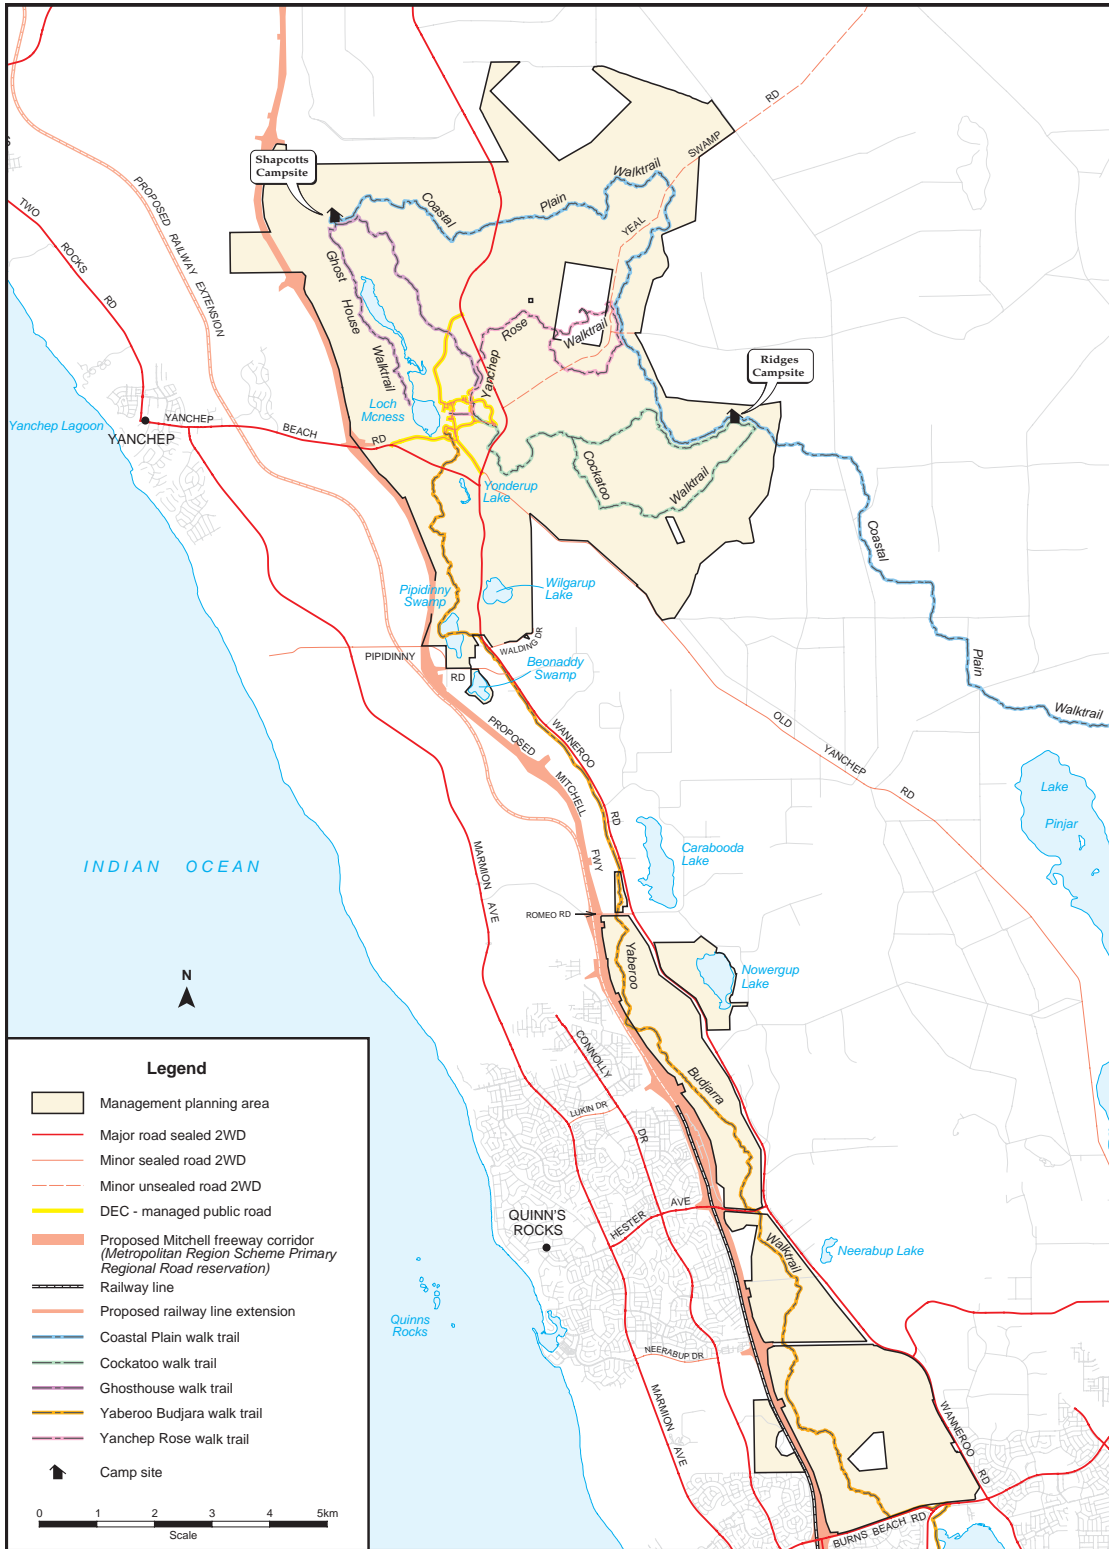 Shapcotts
Campsite
Coastal
Plain
Walktrail
SWAMP
RD
YEAL
TWO
ROCKS
RD
PROPOSED RAILWAY EXTENSION
Ghost
House
Walktrail
Rose
Walktrail
Yanchep
Ridges
Campsite
Loch
Mcness
Yanchep Lagoon
YANCHEP
YANCHEP
BEACH
RD
Cockatoo
Walktrail
Yonderup
Lake
Coastal
Plain
Walktrail
Pipidinny
Swamp
Wilgarup
Lake
WALDING DR
PIPIDINNY
RD
Beonaddy
Swamp
PROPOSED
MITCHELL
FWY
WANNEROO
RD
OLD
YANCHEP
RD
Lake
Pinjar
Carabooda
Lake
INDIAN OCEAN
MARMION
AVE
ROMEO RD
Yaberoo
Nowergup
Lake
N
CONNOLLY
DR
LUKIN DR
Budjarra
QUINN'S
ROCKS
HESTER
AVE
Walktrail
Neerabup Lake
Quinns
Rocks
NEERABUP DR
MARMION
AVE
WANNEROO
RD
BURNS BEACH RD
Legend
Management planning area
Major road sealed 2WD
Minor sealed road 2WD
Minor unsealed road 2WD
DEC - managed public road
Proposed Mitchell freeway corridor
(Metropolitan Region Scheme Primary
Regional Road reservation)
Railway line
Proposed railway line extension
Coastal Plain walk trail
Cockatoo walk trail
Ghosthouse walk trail
Yaberoo Budjara walk trail
Yanchep Rose walk trail
Camp site
0 1 2 3 4 5km
Scale